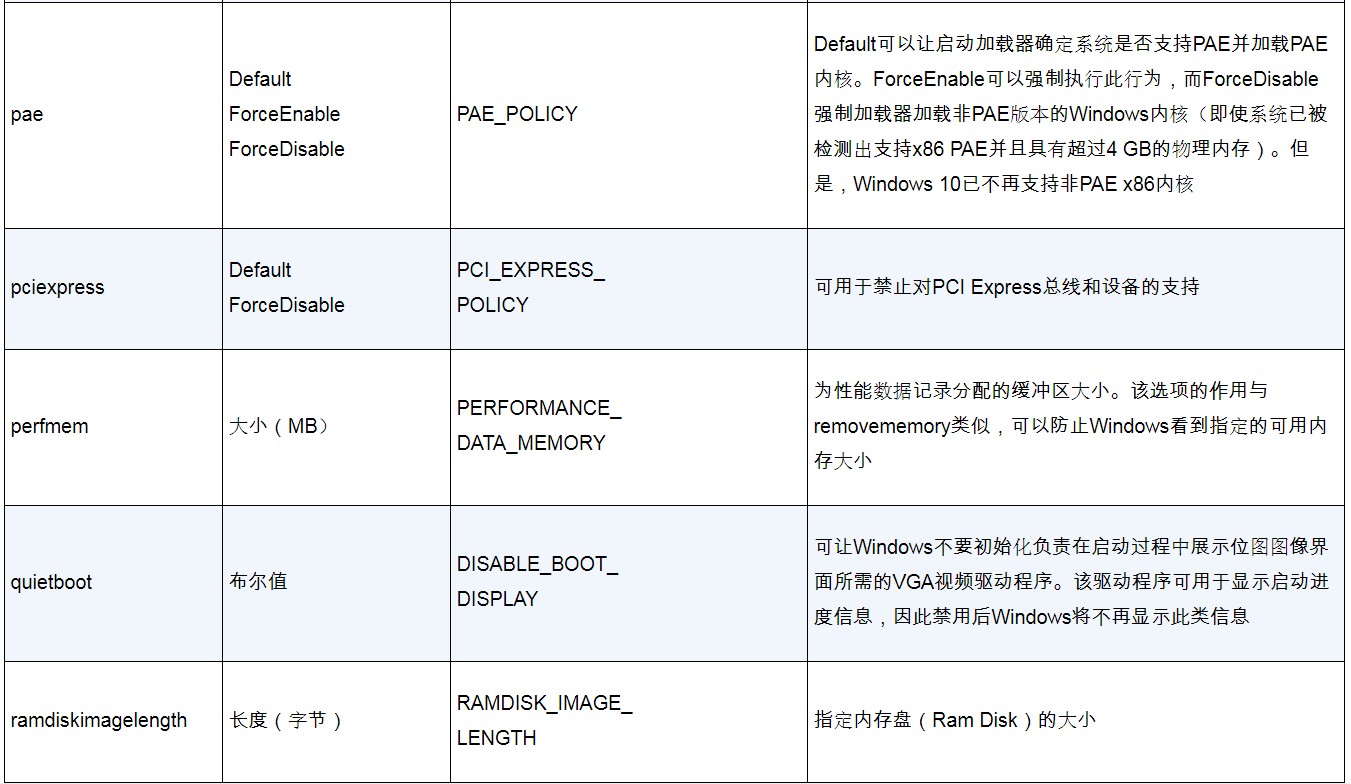 pae
Default
ForceEnable
ForceDisable
PAE_POLICY
Default可以让启动加载器确定系统是否支持PAE并加载PAE
内核。ForceEnable可以强制执行此行为，而ForceDisable
强制加载器加载非PAE版本的Windows内核（即使系统已被
检测出支持x86 PAE并且具有超过4 GB的物理内存）。但
是，Windows 10已不再支持非PAE x86内核
pciexpress
Default
ForceDisable
PCI_EXPRESS_
POLICY
可用于禁止对PCI Express总线和设备的支持
perfmem
大小（MB）
PERFORMANCE_
DATA_MEMORY
为性能数据记录分配的缓冲区大小。该选项的作用与
removememory类似，可以防止Windows看到指定的可用内
存大小
quietboot
布尔值
DISABLE_BOOT_
DISPLAY
可让Windows不要初始化负责在启动过程中展示位图图像界
面所需的VGA视频驱动程序。该驱动程序可用于显示启动进
度信息，因此禁用后Windows将不再显示此类信息
ramdiskimagelength
长度（字节）
RAMDISK_IMAGE_
LENGTH
指定内存盘（Ram Disk）的大小